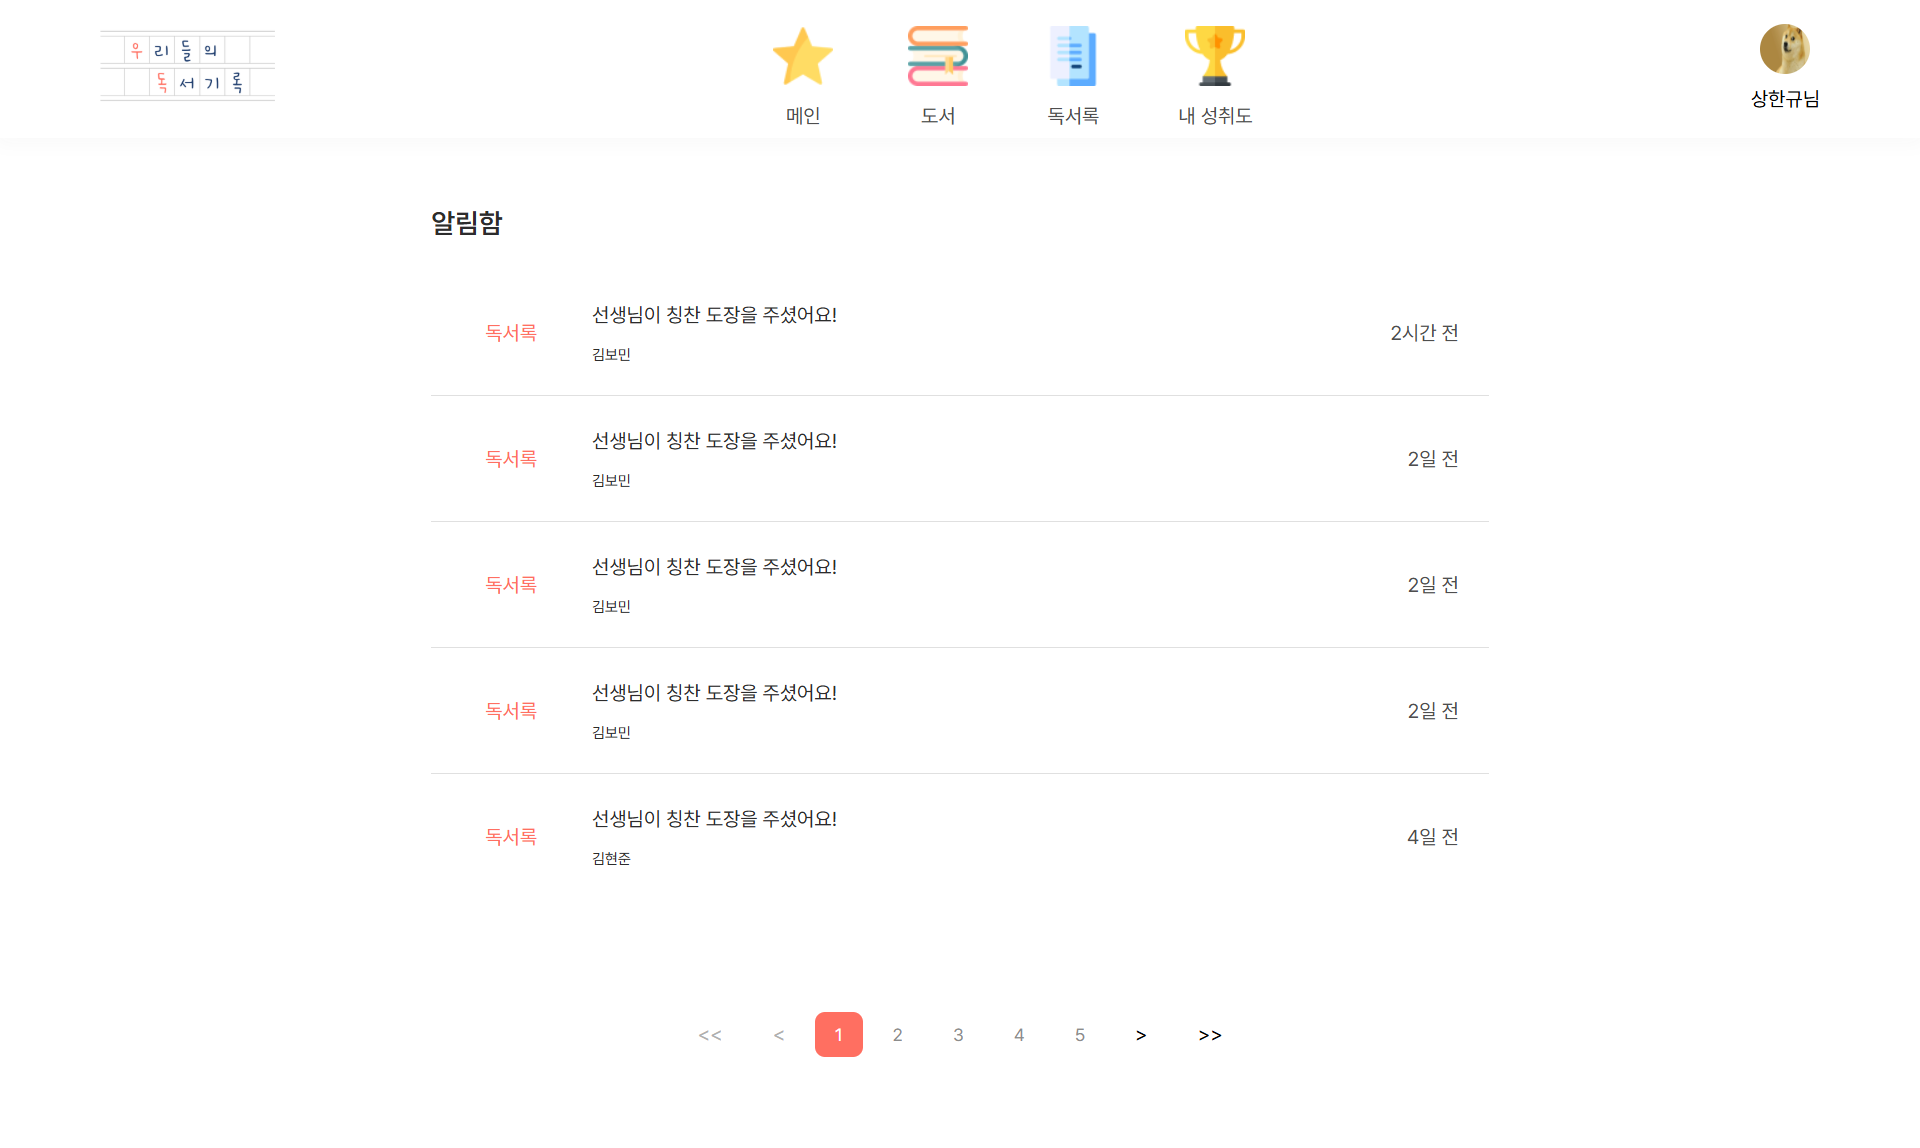 우리들의
독서기록
메인
도서
독서록
내 성취도
상한규님
알림함
독서록
선생님이 칭찬 도장을 주셨어요!
김보민
2시간 전
독서록
선생님이 칭찬 도장을 주셨어요!
김보민
2일 전
독서록
선생님이 칭찬 도장을 주셨어요!
김보민
2일 전
독서록
선생님이 칭찬 도장을 주셨어요!
김보민
2일 전
독서록
선생님이 칭찬 도장을 주셨어요!
김현준
4일 전
<< < 1 2 3 4 5 > >>